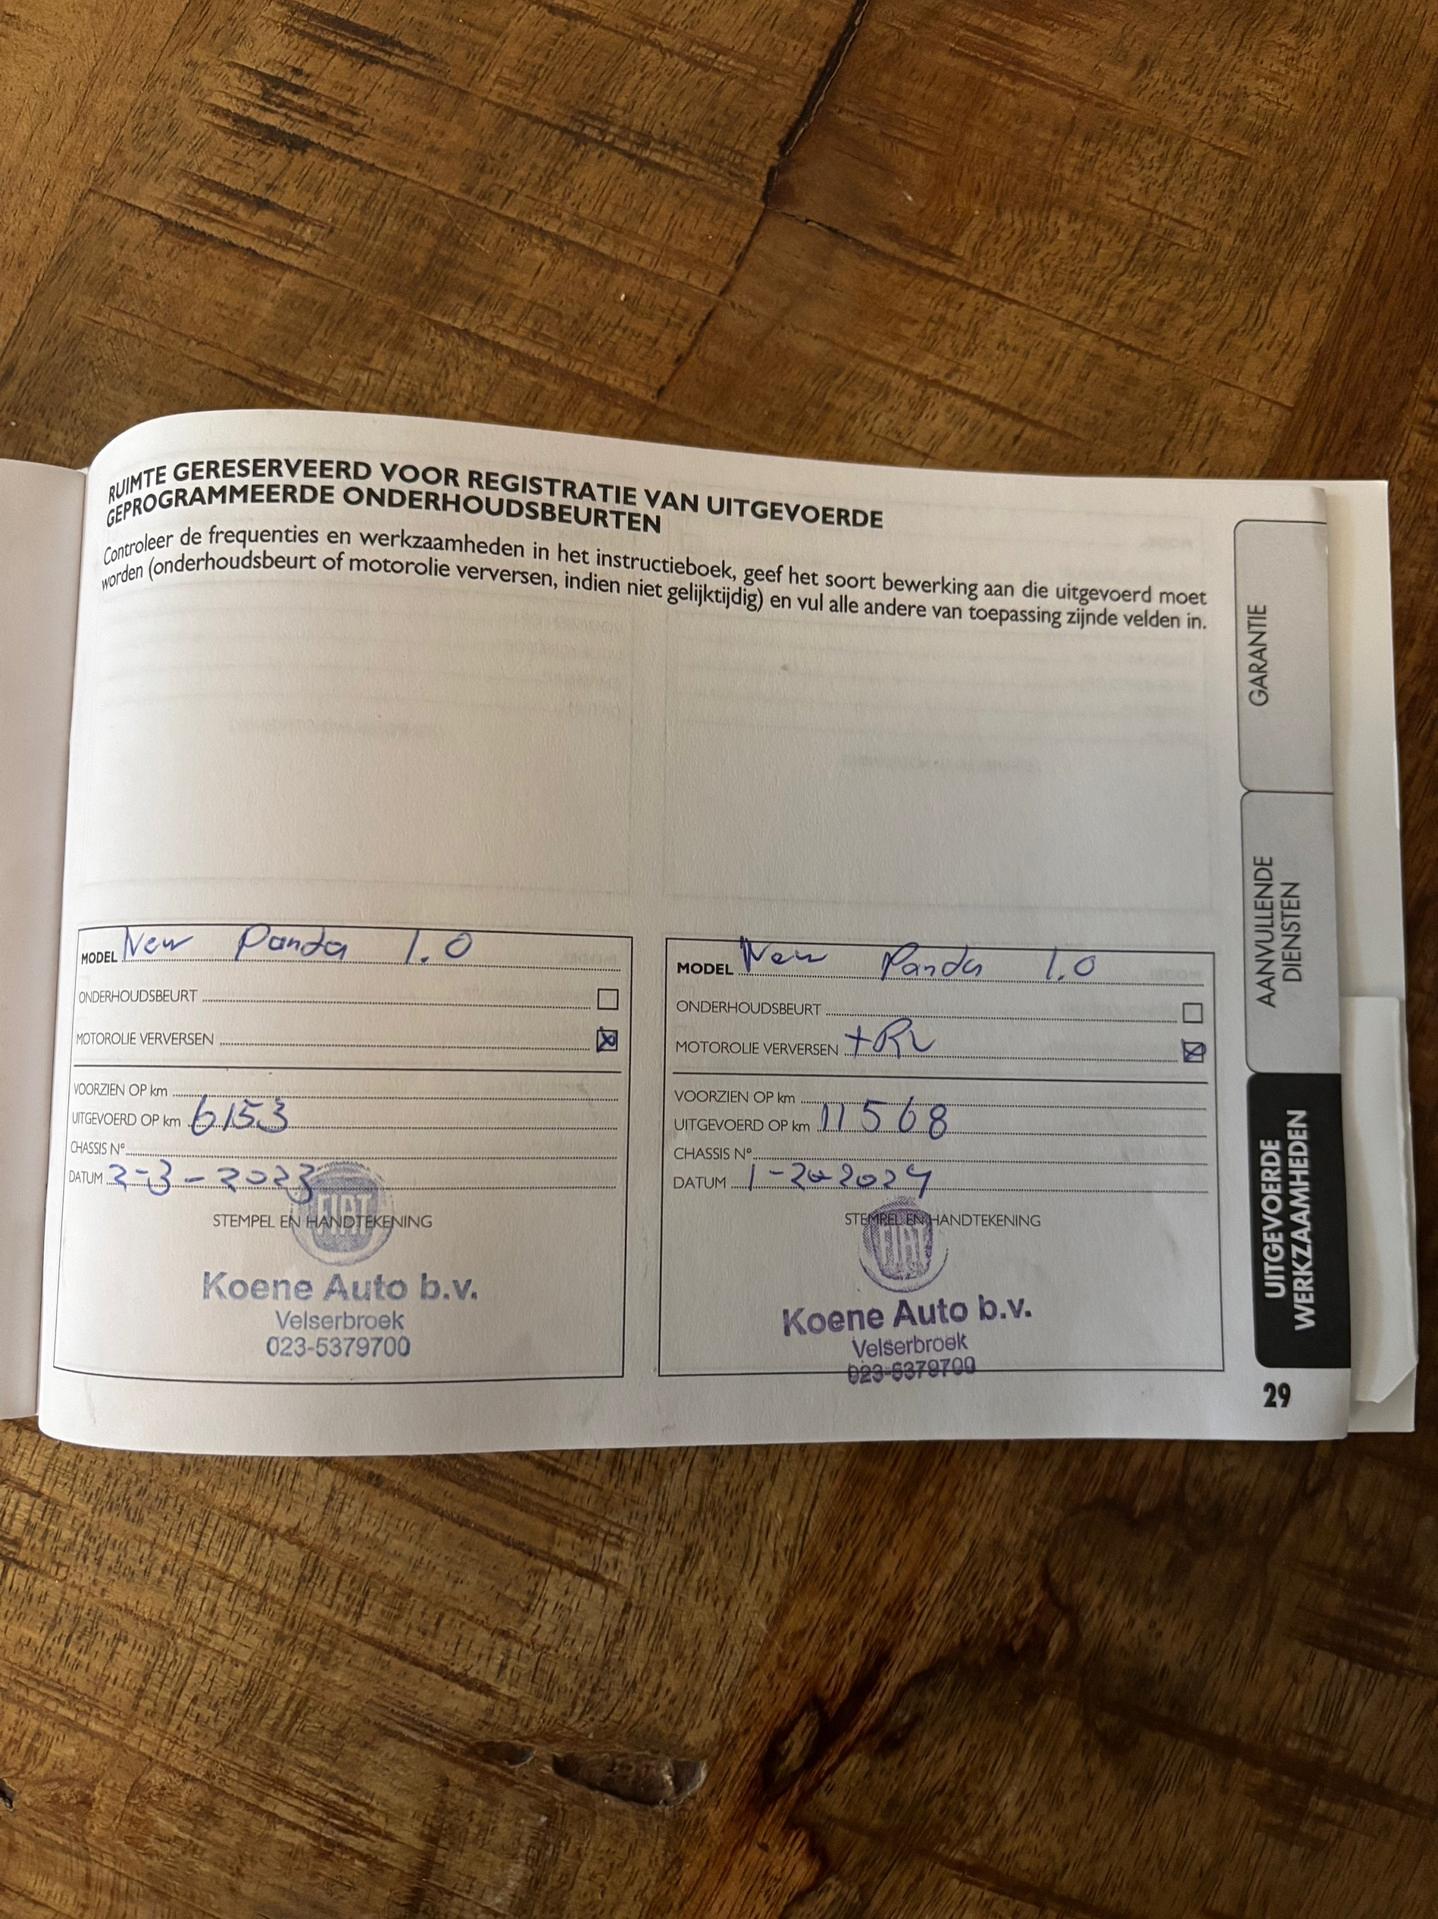 RUIMTE GERESERVEERD VOOR REGISTRATIE VAN UITGEVOERDE
GEPROGRAMMEERDE ONDERHOUDSBEURTEN
Controleer de frequenties en werkzaamheden in het instructieboek, geef het soort bewerking aan die uitgevoerd moet
worden (onderhoudsbeurt of motorolie verversen, indien niet gelijktijdig) en vul alle andere van toepassing zijnde velden in.
MODEL New Panda 1.0
ONDERHOUDSBEURT
MOTOROLIE VERVERSEN
VOORZIEN OP km
UITGEVOERD OP km 6153
CHASSIS N°
DATUM 2-3-2023
STEMPEL EN HANDTEKENING
FIAT
Koene Auto b.v.
Velserbroek
023-5379700
MODEL New Panda 1.0
ONDERHOUDSBEURT
MOTOROLIE VERVERSEN
VOORZIEN OP km
UITGEVOERD OP km 11568
CHASSIS N°
DATUM
STEMPEL EN HANDTEKENING
FIAT
Koene Auto b.v.
Velserbroek
023-5379700
GARANTIE
AANVULLENDE
DIENSTEN
UITGEVOERDE
WERKZAAMHEDEN
29